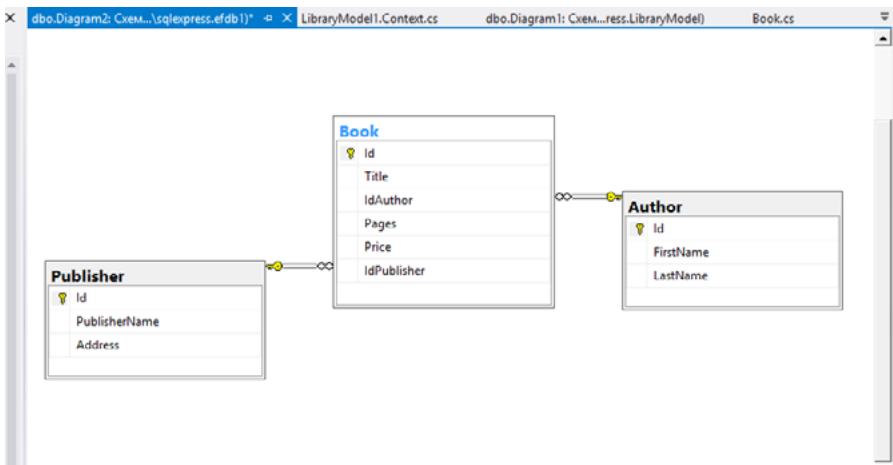 dbo.Diagram2: Схем...\sqlexpress.efdb1)*
LibraryModel1.Context.cs
dbo.Diagram1: Схем...ress.LibraryModel)
Book.cs
Book
Id
Title
IdAuthor
Pages
Price
IdPublisher
Author
Id
FirstName
LastName
Publisher
Id
PublisherName
Address